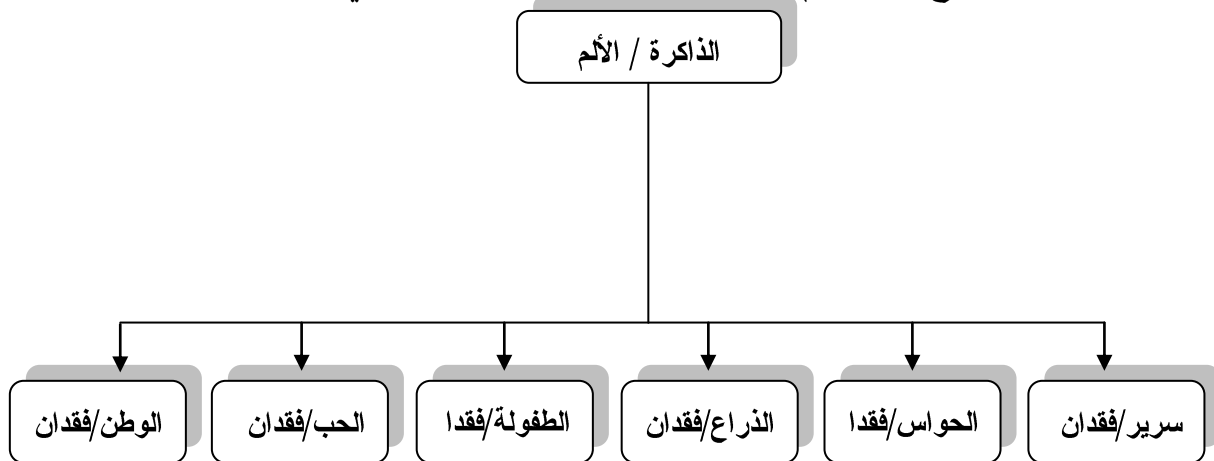 الذاكرة / الألم
سرير/فقدان
الحواس/فقدا
الذراع/فقدان
الطفولة/فقدا
الحب/فقدان
الوطن/فقدان